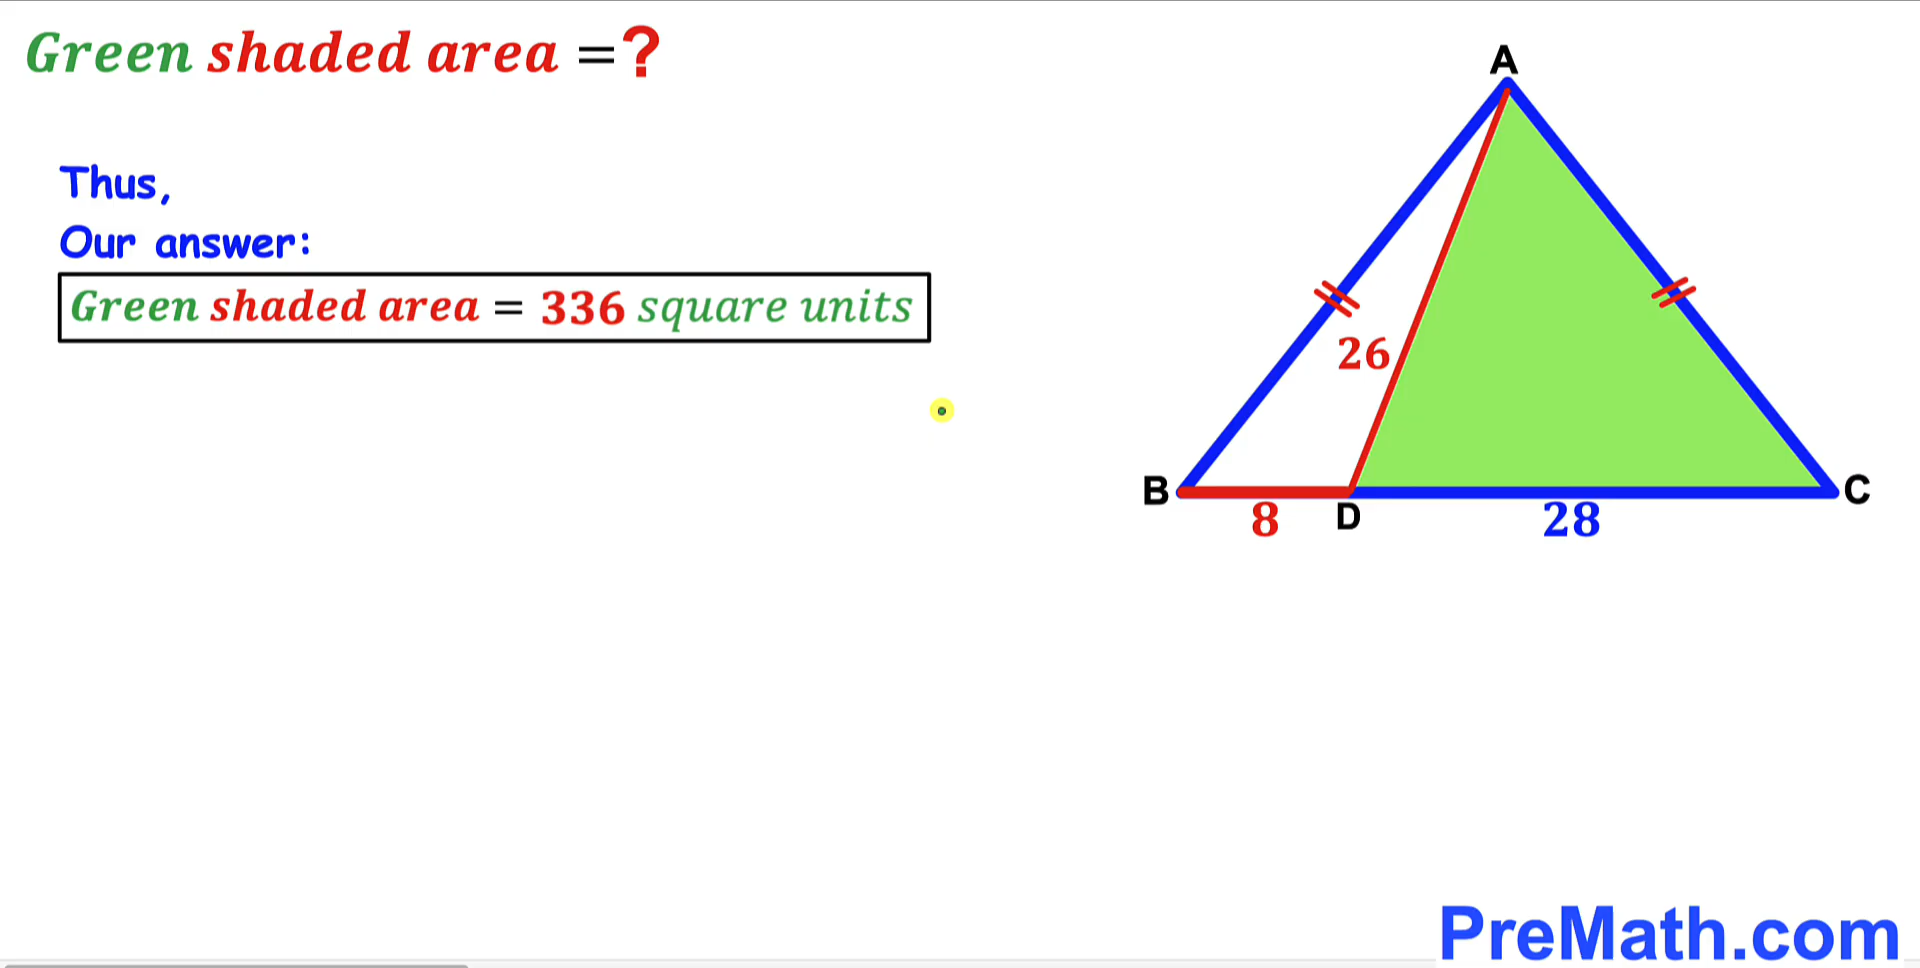 Green shaded area =?
Thus,
Our answer:
Green shaded area = 336 square units
A
26
B
8
D
28
C
PreMath.com